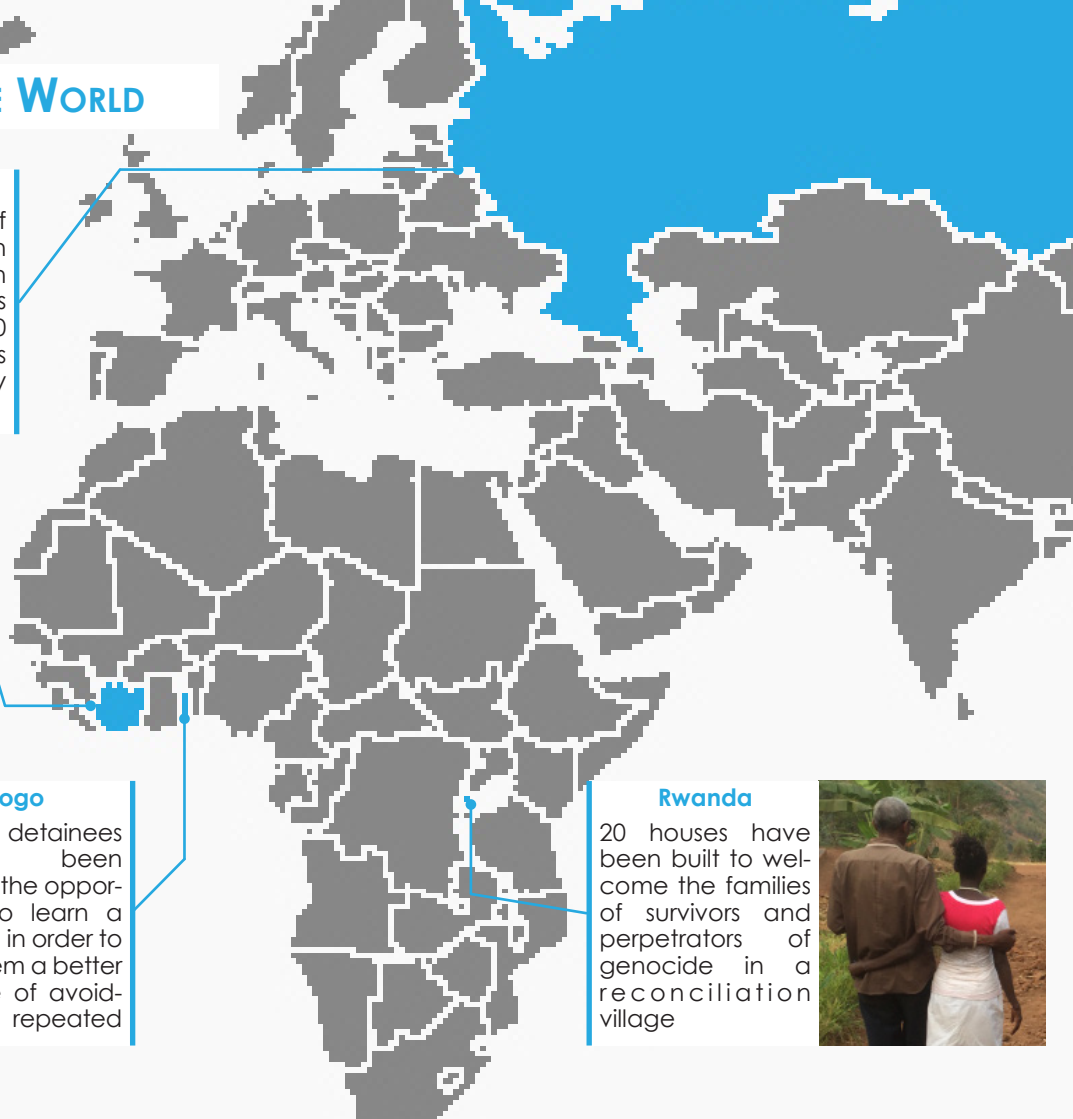 WORLD
f
n
n
s
0
s
y
ogo
detainees
been
the oppor-
o learn a
in order to
em a better
e of avoid-
repeated
Rwanda
20 houses have
been built to wel-
come the families
of survivors and
perpetrators of
genocide in a
reconciliation
village